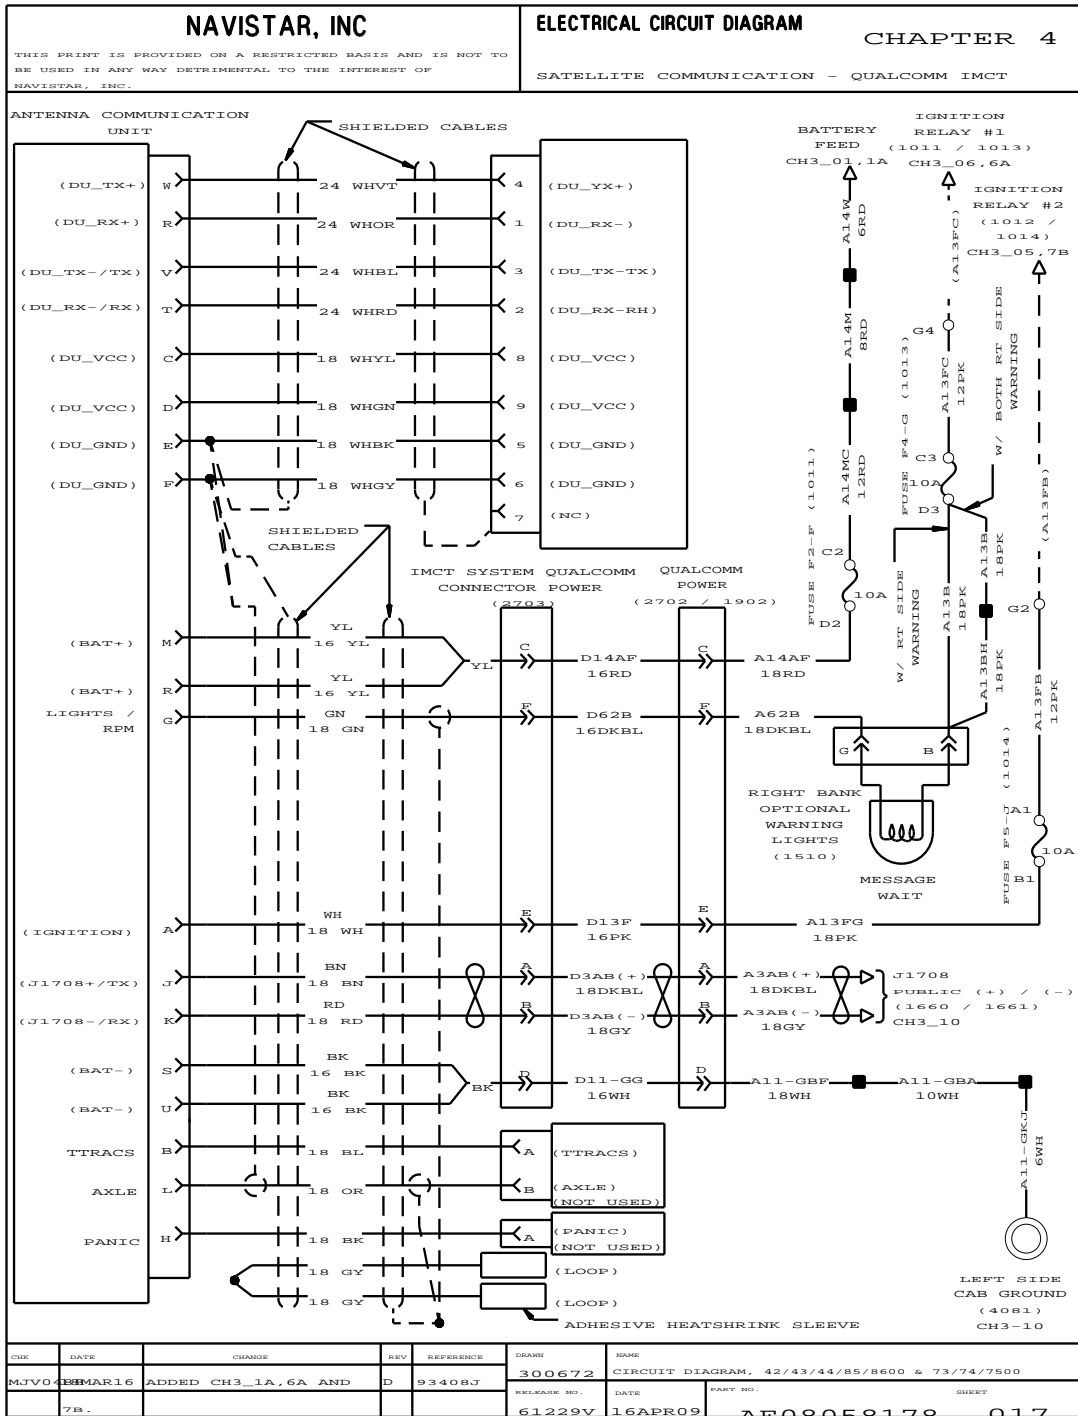 NAVISTAR, INC
THIS PRINT IS PROVIDED ON A RESTRICTED BASIS AND IS NOT TO
BE USED IN ANY WAY DETRIMENTAL TO THE INTEREST OF
NAVISTAR, INC.
ELECTRICAL CIRCUIT DIAGRAM
CHAPTER 4
SATELLITE COMMUNICATION - QUALCOMM IMCT
ANTENNA COMMUNICATION
UNIT
SHIELDED CABLES
(DU_TX+) W 24 WHVT 4 (DU_YX+)
(DU_RX+) R 24 WHOR 1 (DU_RX-)
(DU_TX-/TX) V 24 WHBL 3 (DU_TX-TX)
(DU_RX-/RX) T 24 WHRD 2 (DU_RX-RH)
(DU_VCC) C 18 WHYL 8 (DU_VCC)
(DU_VCC) D 18 WHGN 9 (DU_VCC)
(DU_GND) E 18 WHBK 5 (DU_GND)
(DU_GND) F 18 WHGY 6 (DU_GND)
7 (NC)
SHIELDED
CABLES
IMCT SYSTEM QUALCOMM
CONNECTOR POWER
(2703)
QUALCOMM
POWER
(2702 / 1902)
BATTERY
FEED
CH3_01,1A
IGNITION
RELAY #1
(1011 / 1013)
CH3_06,6A
IGNITION
RELAY #2
(1012 /
1014)
CH3_05,7B
A14W
6RD
A14M
8RD
A14MC
12RD
FUSE F2-F (1011)
C2
10A
D2
(A13FC)
G4
A13FC
12PK
FUSE F4-G (1013)
C3
10A
D3
W/ BOTH RT SIDE
WARNING
W/ RT SIDE
WARNING
A13B
18PK
A13B
18PK
A13BH
18PK
(A13FB)
G2
A13FB
12PK
FUSE F5-J (1014)
A1
10A
B1
(BAT+) M YL
16 YL
(BAT+) R YL
16 YL
YL C D14AF C A14AF
16RD 18RD
LIGHTS /
RPM
G GN
18 GN
F D62B F A62B
16DKBL 18DKBL
G B
RIGHT BANK
OPTIONAL
WARNING
LIGHTS
(1510)
MESSAGE
WAIT
(IGNITION) A WH
18 WH
E D13F E A13FG
16PK 18PK
(J1708+/TX) J BN
18 BN
A D3AB(+) A A3AB(+)
18DKBL 18DKBL
(J1708-/RX) K RD
18 RD
B D3AB(-) B A3AB(-)
18GY 18GY
J1708
PUBLIC (+) / (-)
(1660 / 1661)
CH3_10
(BAT-) S BK
16 BK
(BAT-) U BK
16 BK
BK D D11-GG D A11-GBF A11-GBA
16WH 18WH 10WH
A11-GKJ
6WH
TTRACS B 18 BL A (TTRACS)
AXLE L 18 OR B (AXLE)
(NOT USED)
PANIC H 18 BK A (PANIC)
(NOT USED)
18 GY (LOOP)
18 GY (LOOP)
ADHESIVE HEATSHRINK SLEEVE
LEFT SIDE
CAB GROUND
(4081)
CH3-10
CHK DATE CHANGE REV REFERENCE
ADDED CH3_1A,6A AND D 93408J
7B.
DRAWN
300672
NAME
CIRCUIT DIAGRAM, 42/43/44/85/8600 & 73/74/7500
RELEASE NO.
61229V
DATE
16APR09
PART NO.
AF08058178
SHEET
017